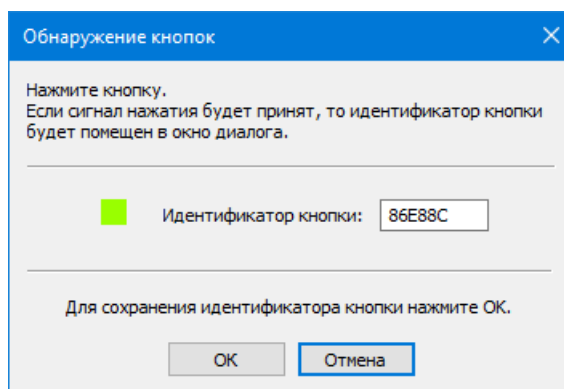 Обнаружение кнопок
Нажмите кнопку.
Если сигнал нажатия будет принят, то идентификатор кнопки
будет помещен в окно диалога.
Идентификатор кнопки: 86E88C
Для сохранения идентификатора кнопки нажмите ОК.
ОК Отмена